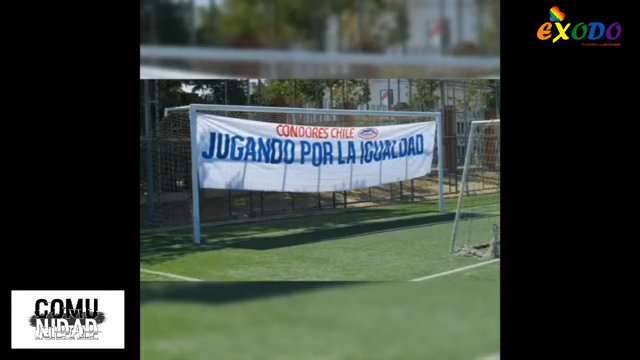 EXODO
CONDORES CHILE
JUGANDO POR LA IGUALDAD
COMU
NIDAD